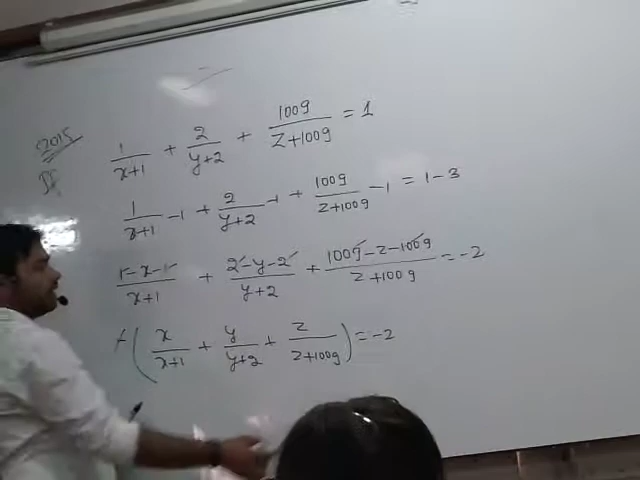 2015
1/(x+1) + 2/(y+2) + 1009/(z+1009) = 1
1/(x+1) - 1 + 2/(y+2) - 1 + 1009/(z+1009) - 1 = 1 - 3
(1-x-1)/(x+1) + (2-y-2)/(y+2) + (1009-z-1009)/(z+1009) = -2
-(x/(x+1) + y/(y+2) + z/(z+1009)) = -2